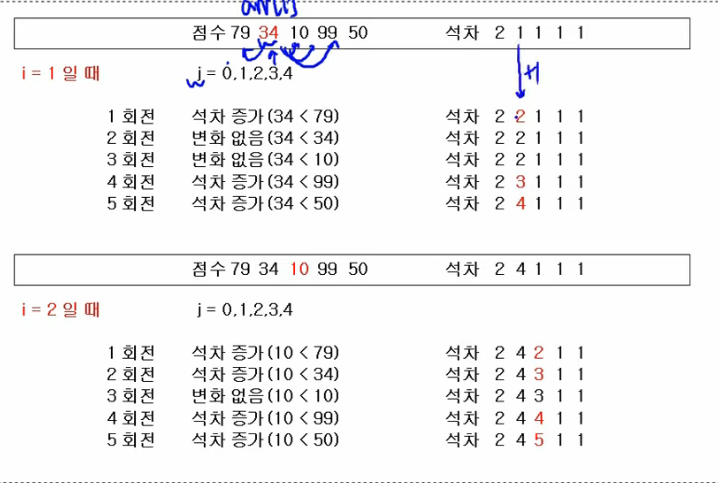 arr[i]
점수 79 34 10 99 50 석차 2 1 1 1 1
i = 1 일 때 j = 0,1,2,3,4 +1
1 회전 석차 증가(34 < 79) 석차 2 2 1 1 1
2 회전 변화 없음(34 < 34) 석차 2 2 1 1 1
3 회전 변화 없음(34 < 10) 석차 2 2 1 1 1
4 회전 석차 증가(34 < 99) 석차 2 3 1 1 1
5 회전 석차 증가(34 < 50) 석차 2 4 1 1 1
점수 79 34 10 99 50 석차 2 4 1 1 1
i = 2 일 때 j = 0,1,2,3,4
1 회전 석차 증가(10 < 79) 석차 2 4 2 1 1
2 회전 석차 증가(10 < 34) 석차 2 4 3 1 1
3 회전 변화 없음(10 < 10) 석차 2 4 3 1 1
4 회전 석차 증가(10 < 99) 석차 2 4 4 1 1
5 회전 석차 증가(10 < 50) 석차 2 4 5 1 1